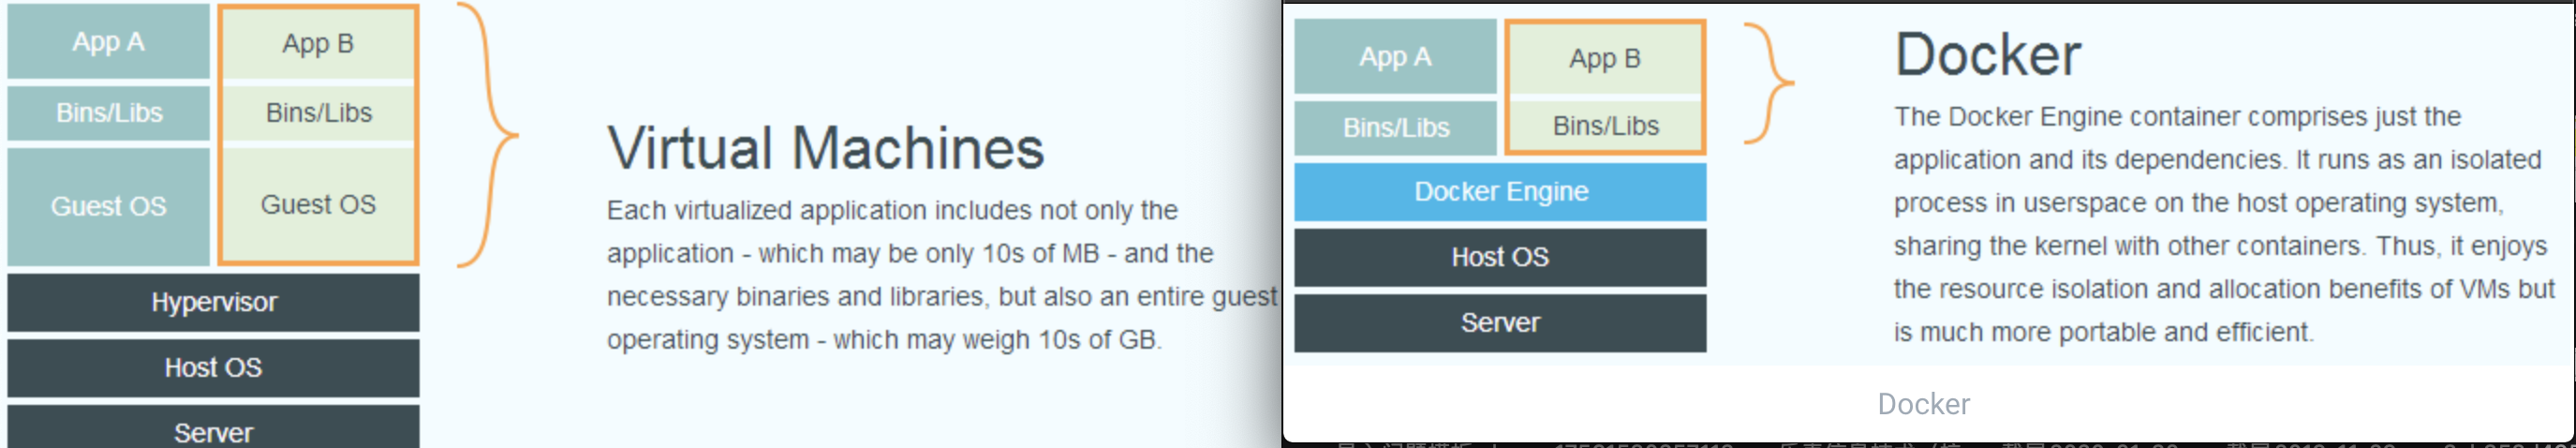 App A
App B
Bins/Libs
Bins/Libs
Guest OS
Guest OS
Hypervisor
Host OS
Server
Virtual Machines
Each virtualized application includes not only the
application - which may be only 10s of MB - and the
necessary binaries and libraries, but also an entire guest
operating system - which may weigh 10s of GB.
App A
App B
Bins/Libs
Bins/Libs
Docker Engine
Host OS
Server
Docker
The Docker Engine container comprises just the
application and its dependencies. It runs as an isolated
process in userspace on the host operating system,
sharing the kernel with other containers. Thus, it enjoys
the resource isolation and allocation benefits of VMs but
is much more portable and efficient.
Docker